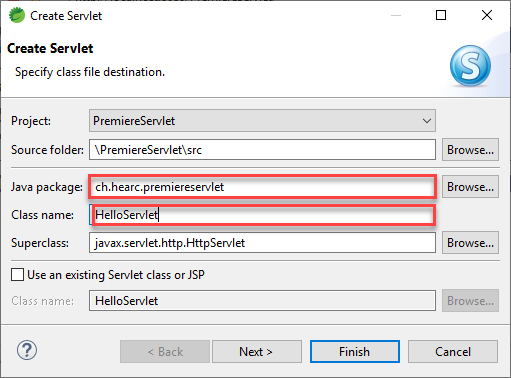 Create Servlet
Create Servlet
Specify class file destination.
S
Project: PremiereServlet
Source folder: \PremiereServlet\src Browse...
Java package: ch.hearc.premiereservlet Browse...
Class name: HelloServlet
Superclass: javax.servlet.http.HttpServlet Browse...
Use an existing Servlet class or JSP
Class name: HelloServlet Browse...
? < Back Next > Finish Cancel